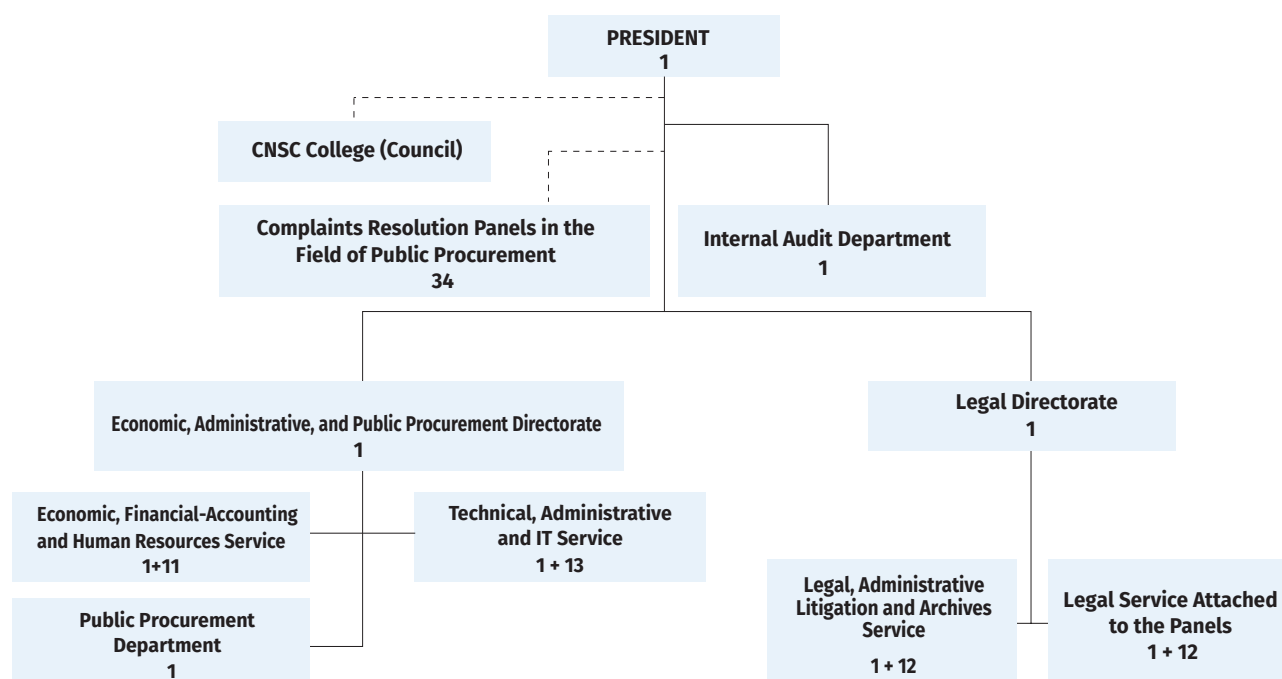 PRESIDENT
1
CNSC College (Council)
Complaints Resolution Panels in the
Field of Public Procurement
34
Internal Audit Department
1
Economic, Administrative, and Public Procurement Directorate
1
Legal Directorate
1
Economic, Financial-Accounting
and Human Resources Service
1+11
Technical, Administrative
and IT Service
1 + 13
Public Procurement
Department
1
Legal, Administrative
Litigation and Archives
Service
1 + 12
Legal Service Attached
to the Panels
1 + 12